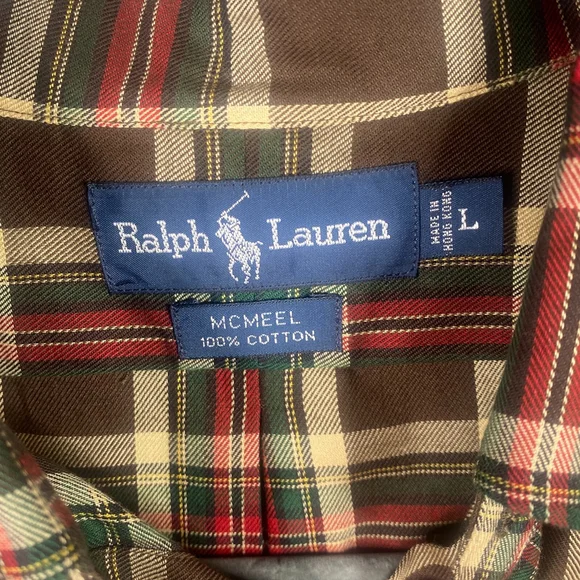 Ralph Lauren
MADE IN
HONG KONG
L
MCMEEL
100% COTTON